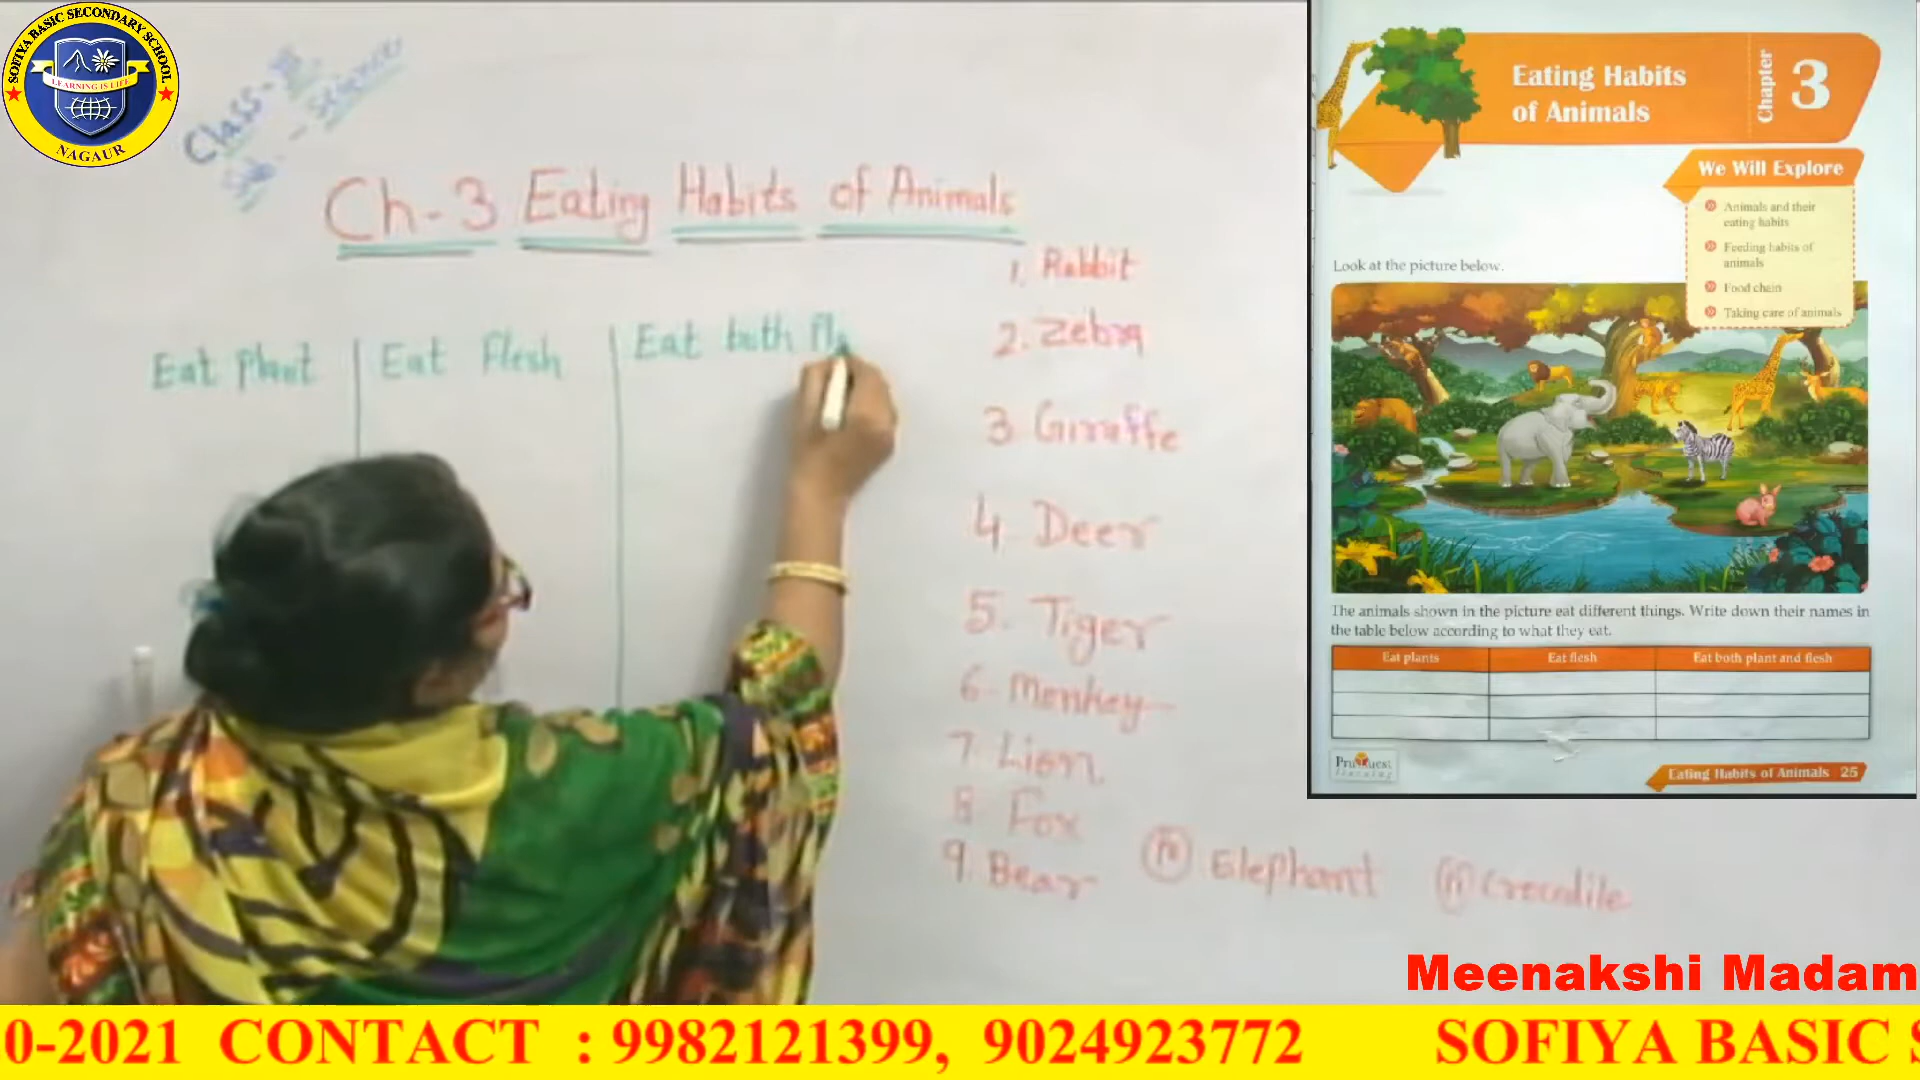 SOFIYA BASIC SECONDARY SCHOOL
LEARNING IS LIFE
NAGAUR
Class - III
Sub. - Science
Ch-3 Eating Habits of Animals
Eat Plant
Eat Flesh
Eat both Pla
1. Rabbit
2. Zebra
3. Giraffe
4. Deer
5. Tiger
6. Monkey
7. Lion
8. Fox
9. Bear
10 Elephant
11 Crocodile
Eating Habits
of Animals
Chapter
3
We Will Explore
Animals and their
eating habits
Feeding habits of
animals
Food chain
Taking care of animals
Look at the picture below.
The animals shown in the picture eat different things. Write down their names in
the table below according to what they eat.
Eat plants
Eat flesh
Eat both plant and flesh
learning
Eating Habits of Animals 25
Meenakshi Madam
0-2021 CONTACT : 9982121399, 9024923772 SOFIYA BASIC S